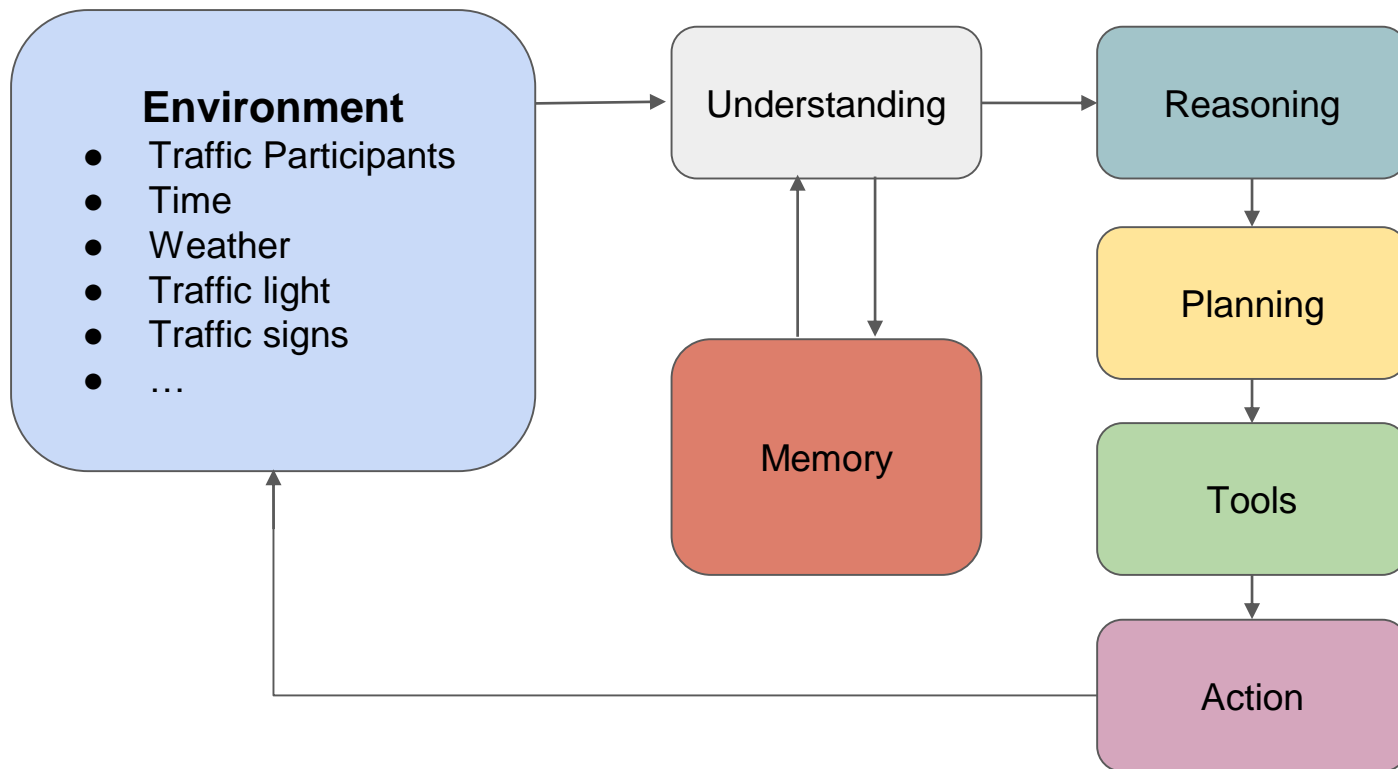 Environment
● Traffic Participants
● Time
● Weather
● Traffic light
● Traffic signs
● …
Understanding
Reasoning
Planning
Memory
Tools
Action